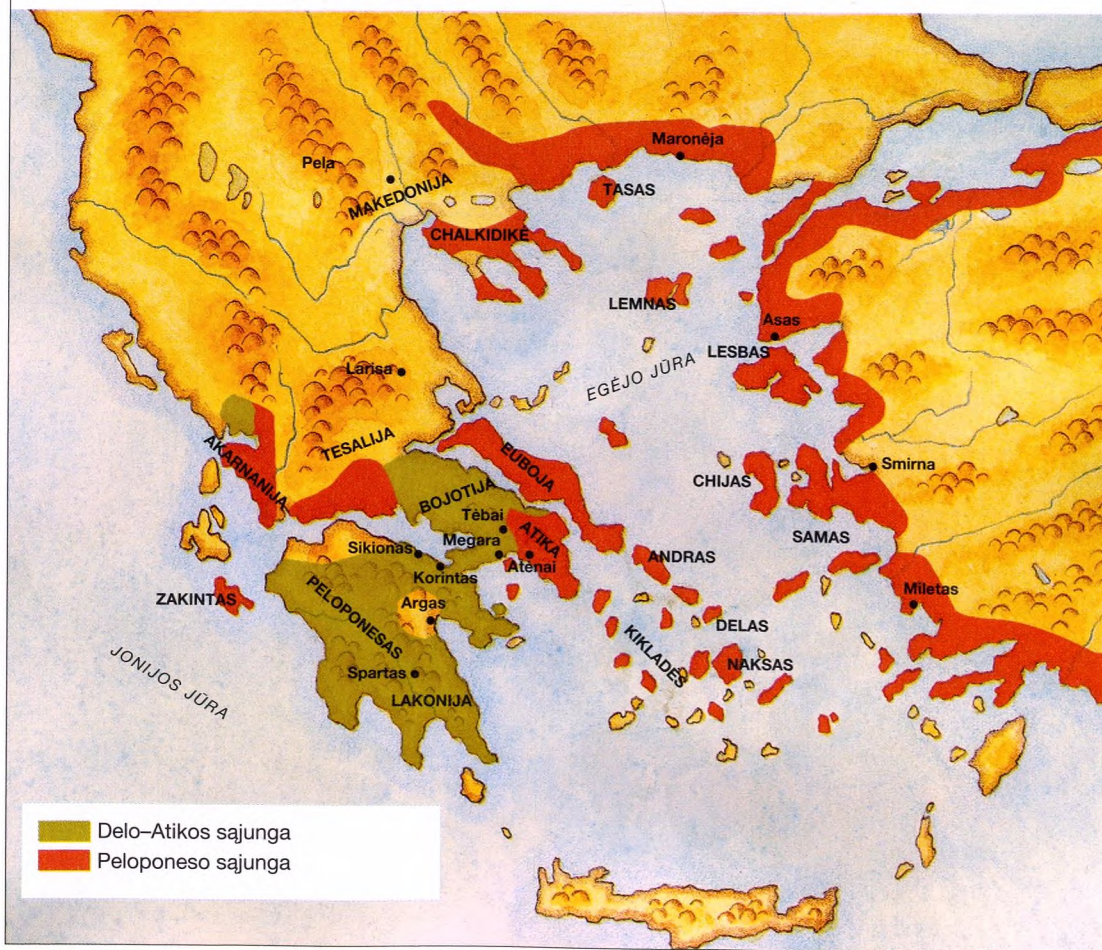 Maronėja
Pela
MAKEDONIJA
TASAS
CHALKIDIKĖ
LEMNAS
Asas
LESBAS
EGĖJO JŪRA
Larisa
TESALIJA
AKARNANIJA
EUBOJA
BOJOTIJA
Smirna
CHIJAS
Tėbai
ATIKA
Megara
Atėnai
SAMAS
Sikionas
Korintas
ANDRAS
PELOPONESAS
Argas
ZAKINTAS
Miletas
DELAS
KIKLADĖS
NAKSAS
Spartas
LAKONIJA
JONIJOS JŪRA
Delo–Atikos sąjunga
Peloponeso sąjunga